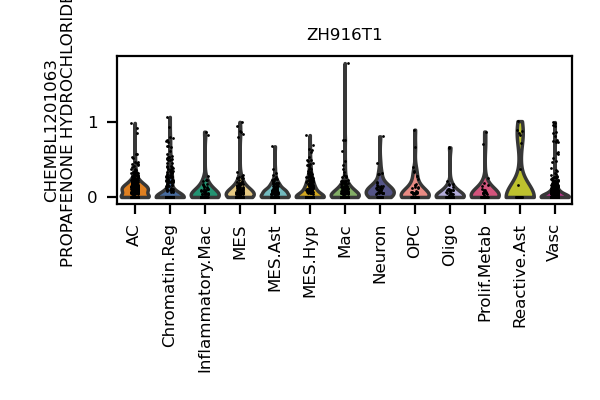 ZH916T1
CHEMBL1201063
PROPAFENONE HYDROCHLORIDE
1
0
AC
Chromatin.Reg
Inflammatory.Mac
MES
MES.Ast
MES.Hyp
Mac
Neuron
OPC
Oligo
Prolif.Metab
Reactive.Ast
Vasc